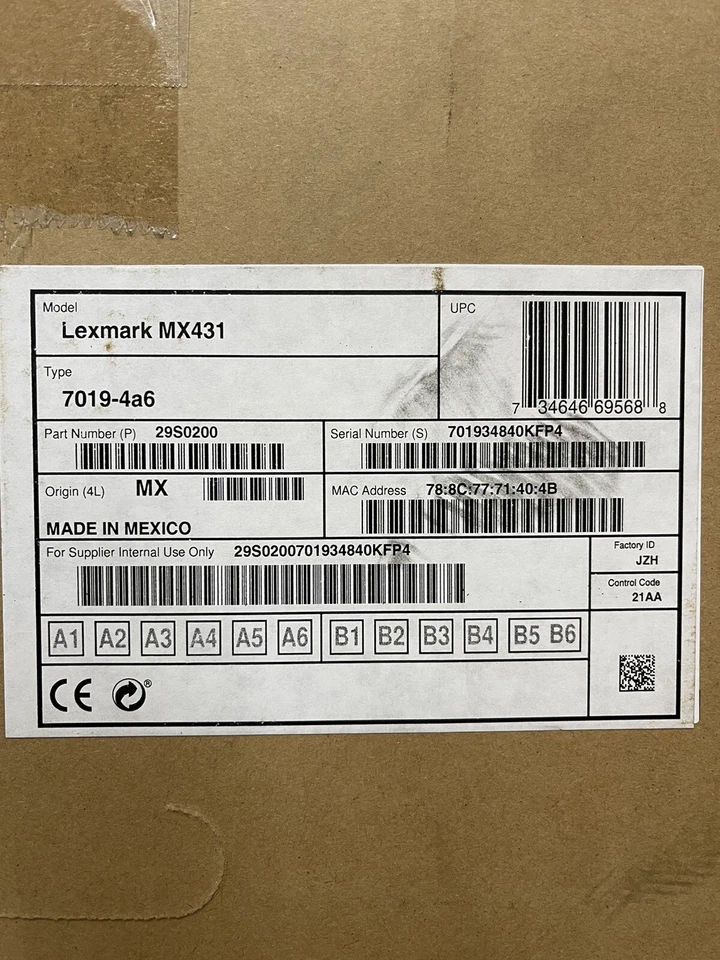 Model
Lexmark MX431
UPC
Type
7019-4a6
7 34646 69568 8
Part Number (P) 29S0200
Serial Number (S) 701934840KFP4
Origin (4L) MX
MAC Address 78:8C:77:71:40:4B
MADE IN MEXICO
For Supplier Internal Use Only 29S0200701934840KFP4
Factory ID
JZH
Control Code
21AA
A1 A2 A3 A4 A5 A6 B1 B2 B3 B4 B5 B6
CE ®